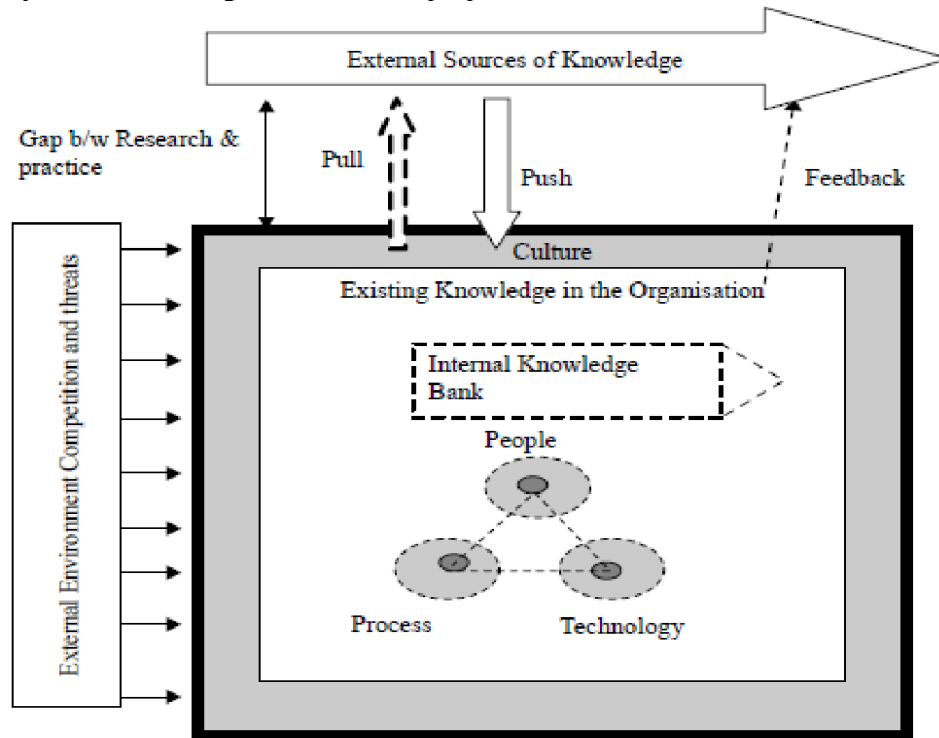 External Sources of Knowledge
Gap b/w Research &
practice
Pull
Push
Feedback
Culture
Existing Knowledge in the Organisation
External Environment Competition and threats
Internal Knowledge
Bank
People
Process
Technology